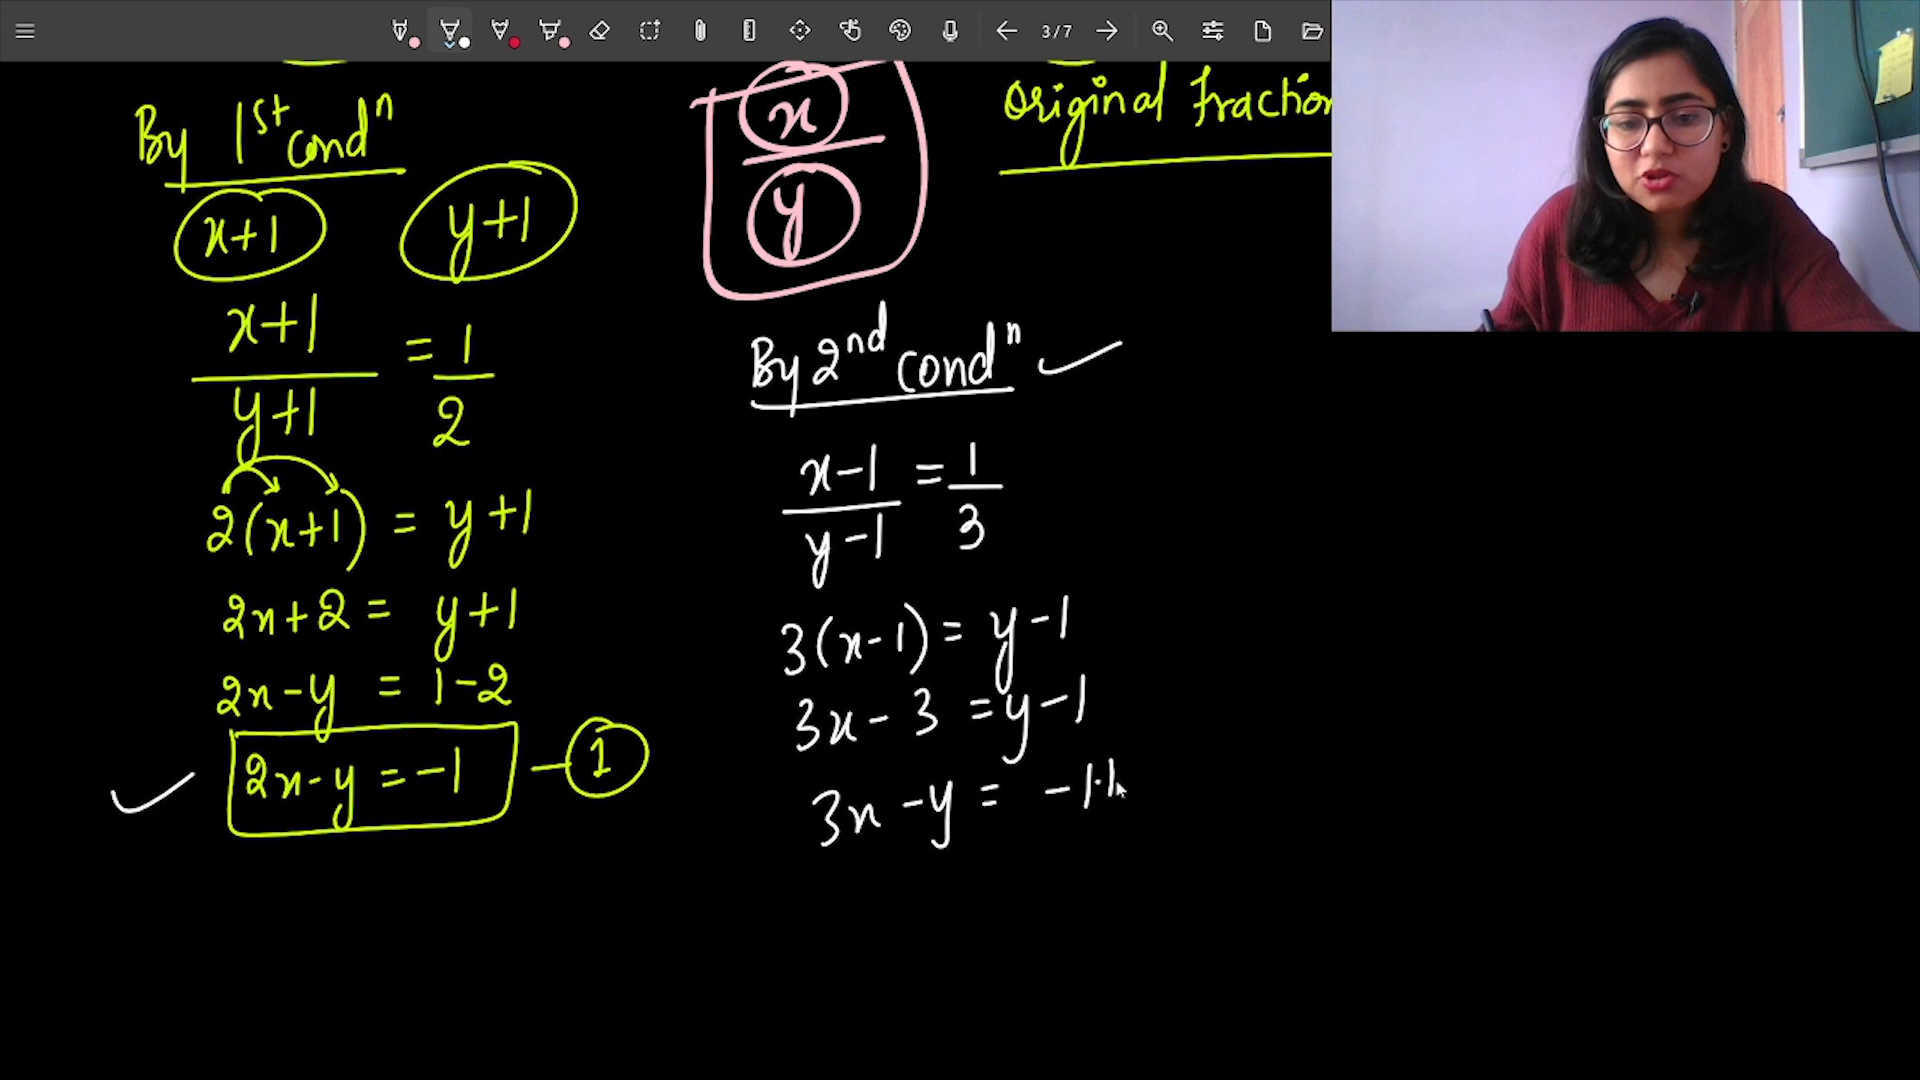 3/7
By 1st condn
x+1 y+1
x+1
y+1
= 1
2
2(x+1) = y+1
2x+2 = y+1
2x-y = 1-2
2x-y = -1 - 1
x
y
Original Fraction
By 2nd condn
x-1
y-1
= 1
3
3(x-1) = y-1
3x-3 = y-1
3x-y = -1